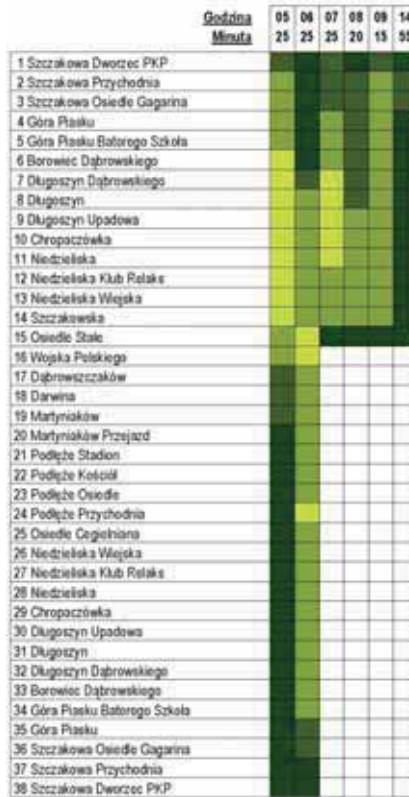 Godzina 05 06 07 08 09 14
Minuta 25 25 25 20 15 55
1 Szczakowa Dworzec PKP
2 Szczakowa Przychodnia
3 Szczakowa Osiedle Gagarina
4 Góra Piasku
5 Góra Piasku Batorego Szkoła
6 Borowiec Dąbrowskiego
7 Długoszyn Dąbrowskiego
8 Długoszyn
9 Długoszyn Upadowa
10 Chropaczówka
11 Niedzieliska
12 Niedzieliska Klub Relaks
13 Niedzieliska Wiejska
14 Szczakowska
15 Osiedle Stałe
16 Wojska Polskiego
17 Dąbrowszczaków
18 Darwina
19 Martyniaków
20 Martyniaków Przejazd
21 Podłęże Stadion
22 Podłęże Kościół
23 Podłęże Osiedle
24 Podłęże Przychodnia
25 Osiedle Cegielniana
26 Niedzieliska Wiejska
27 Niedzieliska Klub Relaks
28 Niedzieliska
29 Chropaczówka
30 Długoszyn Upadowa
31 Długoszyn
32 Długoszyn Dąbrowskiego
33 Borowiec Dąbrowskiego
34 Góra Piasku Batorego Szkoła
35 Góra Piasku
36 Szczakowa Osiedle Gagarina
37 Szczakowa Przychodnia
38 Szczakowa Dworzec PKP